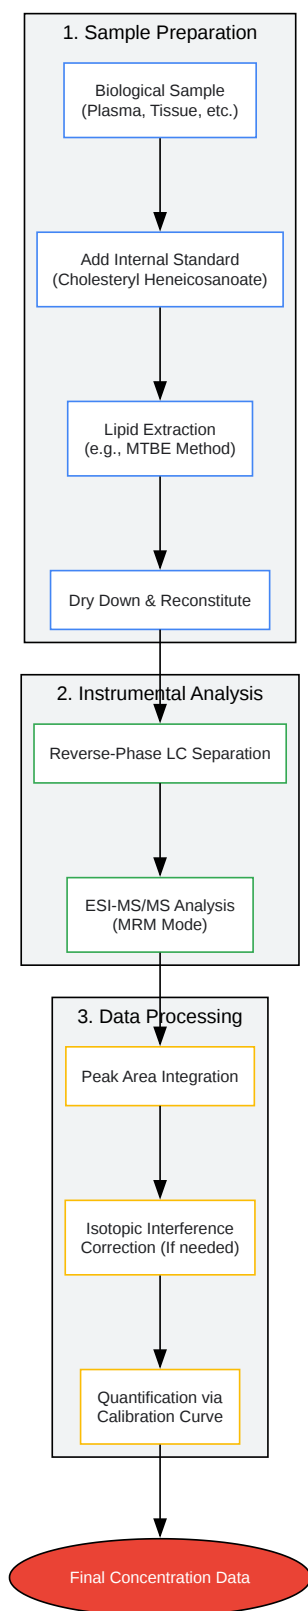 1. Sample Preparation
Biological Sample
(Plasma, Tissue, etc.)
Add Internal Standard
(Cholesteryl Heneicosanoate)
Lipid Extraction
(e.g., MTBE Method)
Dry Down & Reconstitute
2. Instrumental Analysis
Reverse-Phase LC Separation
ESI-MS/MS Analysis
(MRM Mode)
3. Data Processing
Peak Area Integration
Isotopic Interference
Correction (If needed)
Quantification via
Calibration Curve
Final Concentration Data